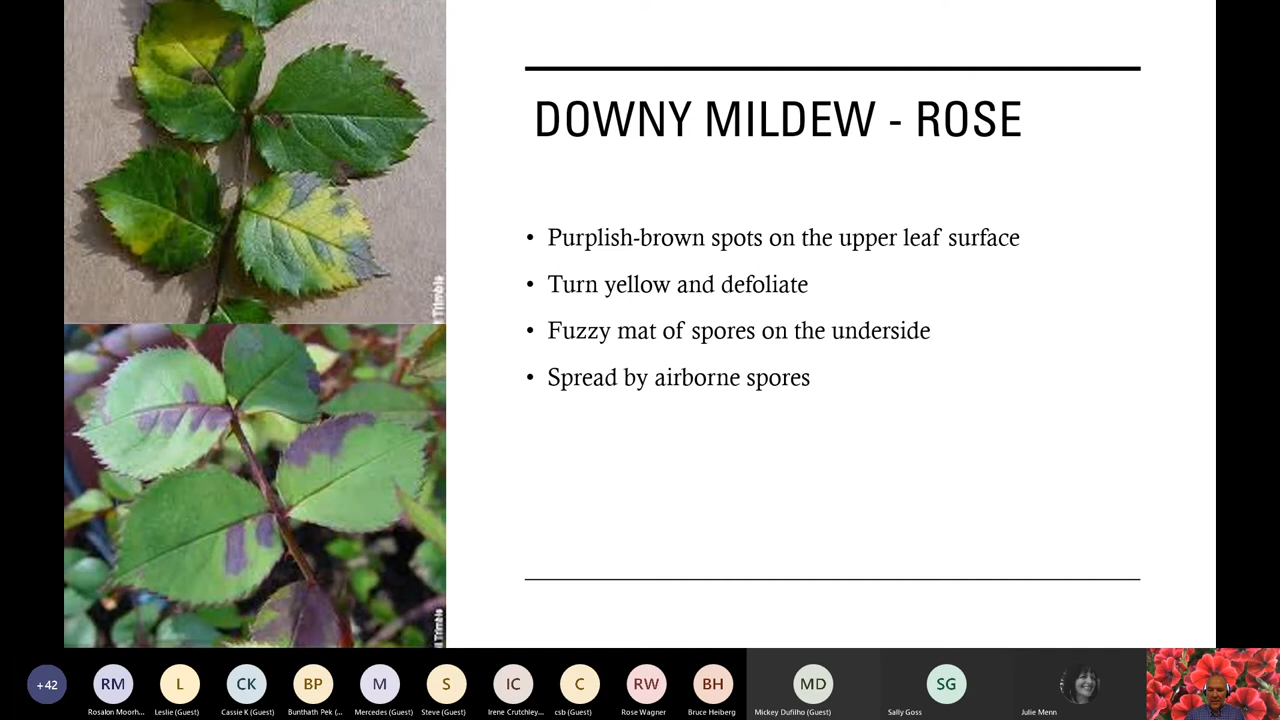 DOWNY MILDEW - ROSE
• Purplish-brown spots on the upper leaf surface
• Turn yellow and defoliate
• Fuzzy mat of spores on the underside
• Spread by airborne spores
Trimble
Trimble
+42
RM
L
CK
BP
M
S
IC
C
RW
BH
MD
SG
Rosalon Moorh...
Leslie (Guest)
Cassie K (Guest)
Bunthath Pek (...
Mercedes (Guest)
Steve (Guest)
Irene Crutchley...
csb (Guest)
Rose Wagner
Bruce Heiberg
Mickey Dufilho (Guest)
Sally Goss
Julie Menn